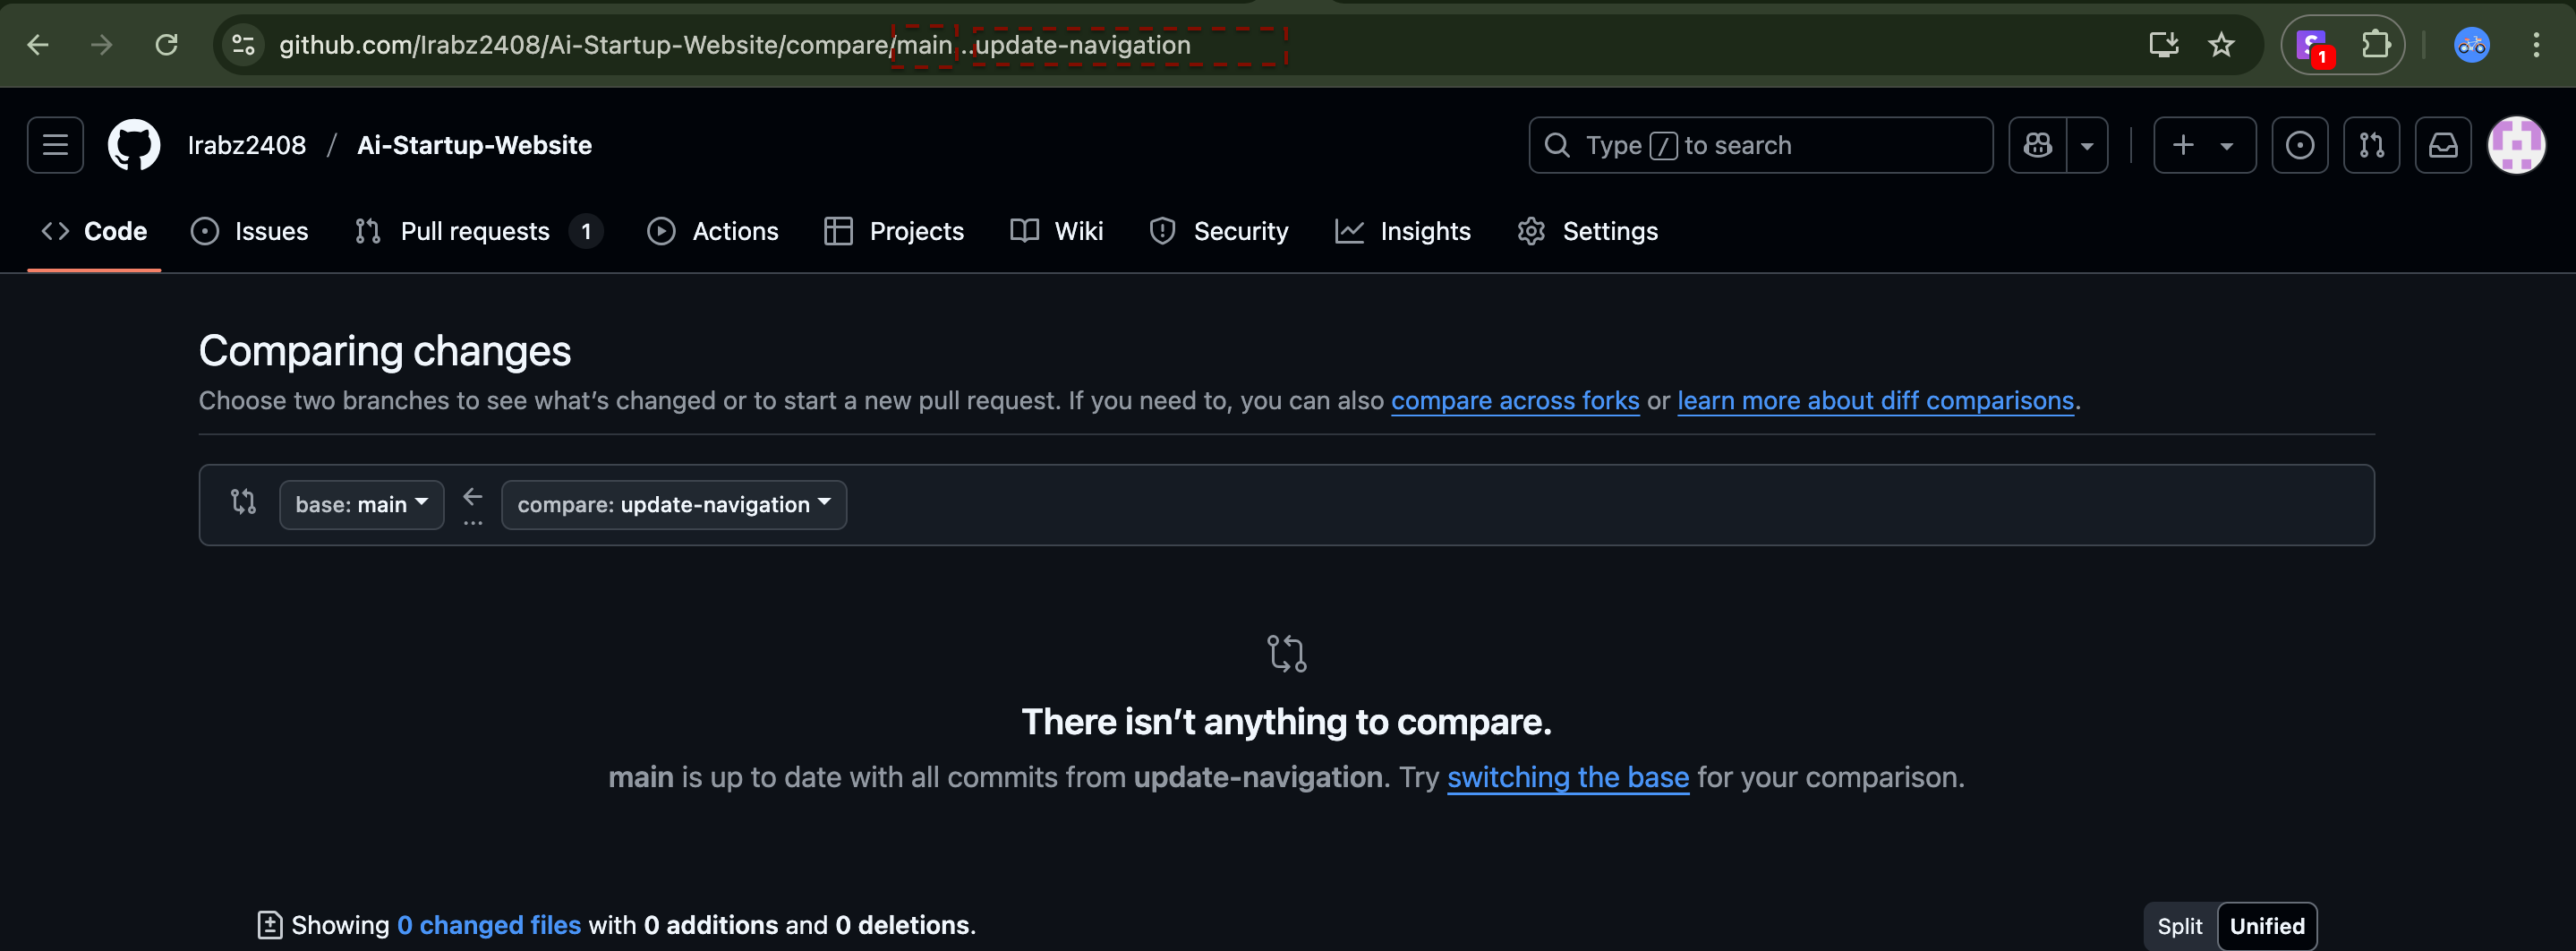 github.com/Irabz2408/Ai-Startup-Website/compare/main ..update-navigation
S
1
Irabz2408 / Ai-Startup-Website
Type / to search
Code
Issues
Pull requests 1
Actions
Projects
Wiki
Security
Insights
Settings
Comparing changes
Choose two branches to see what’s changed or to start a new pull request. If you need to, you can also compare across forks or learn more about diff comparisons.
base: main
...
compare: update-navigation
There isn’t anything to compare.
main is up to date with all commits from update-navigation. Try switching the base for your comparison.
Showing 0 changed files with 0 additions and 0 deletions.
Split
Unified